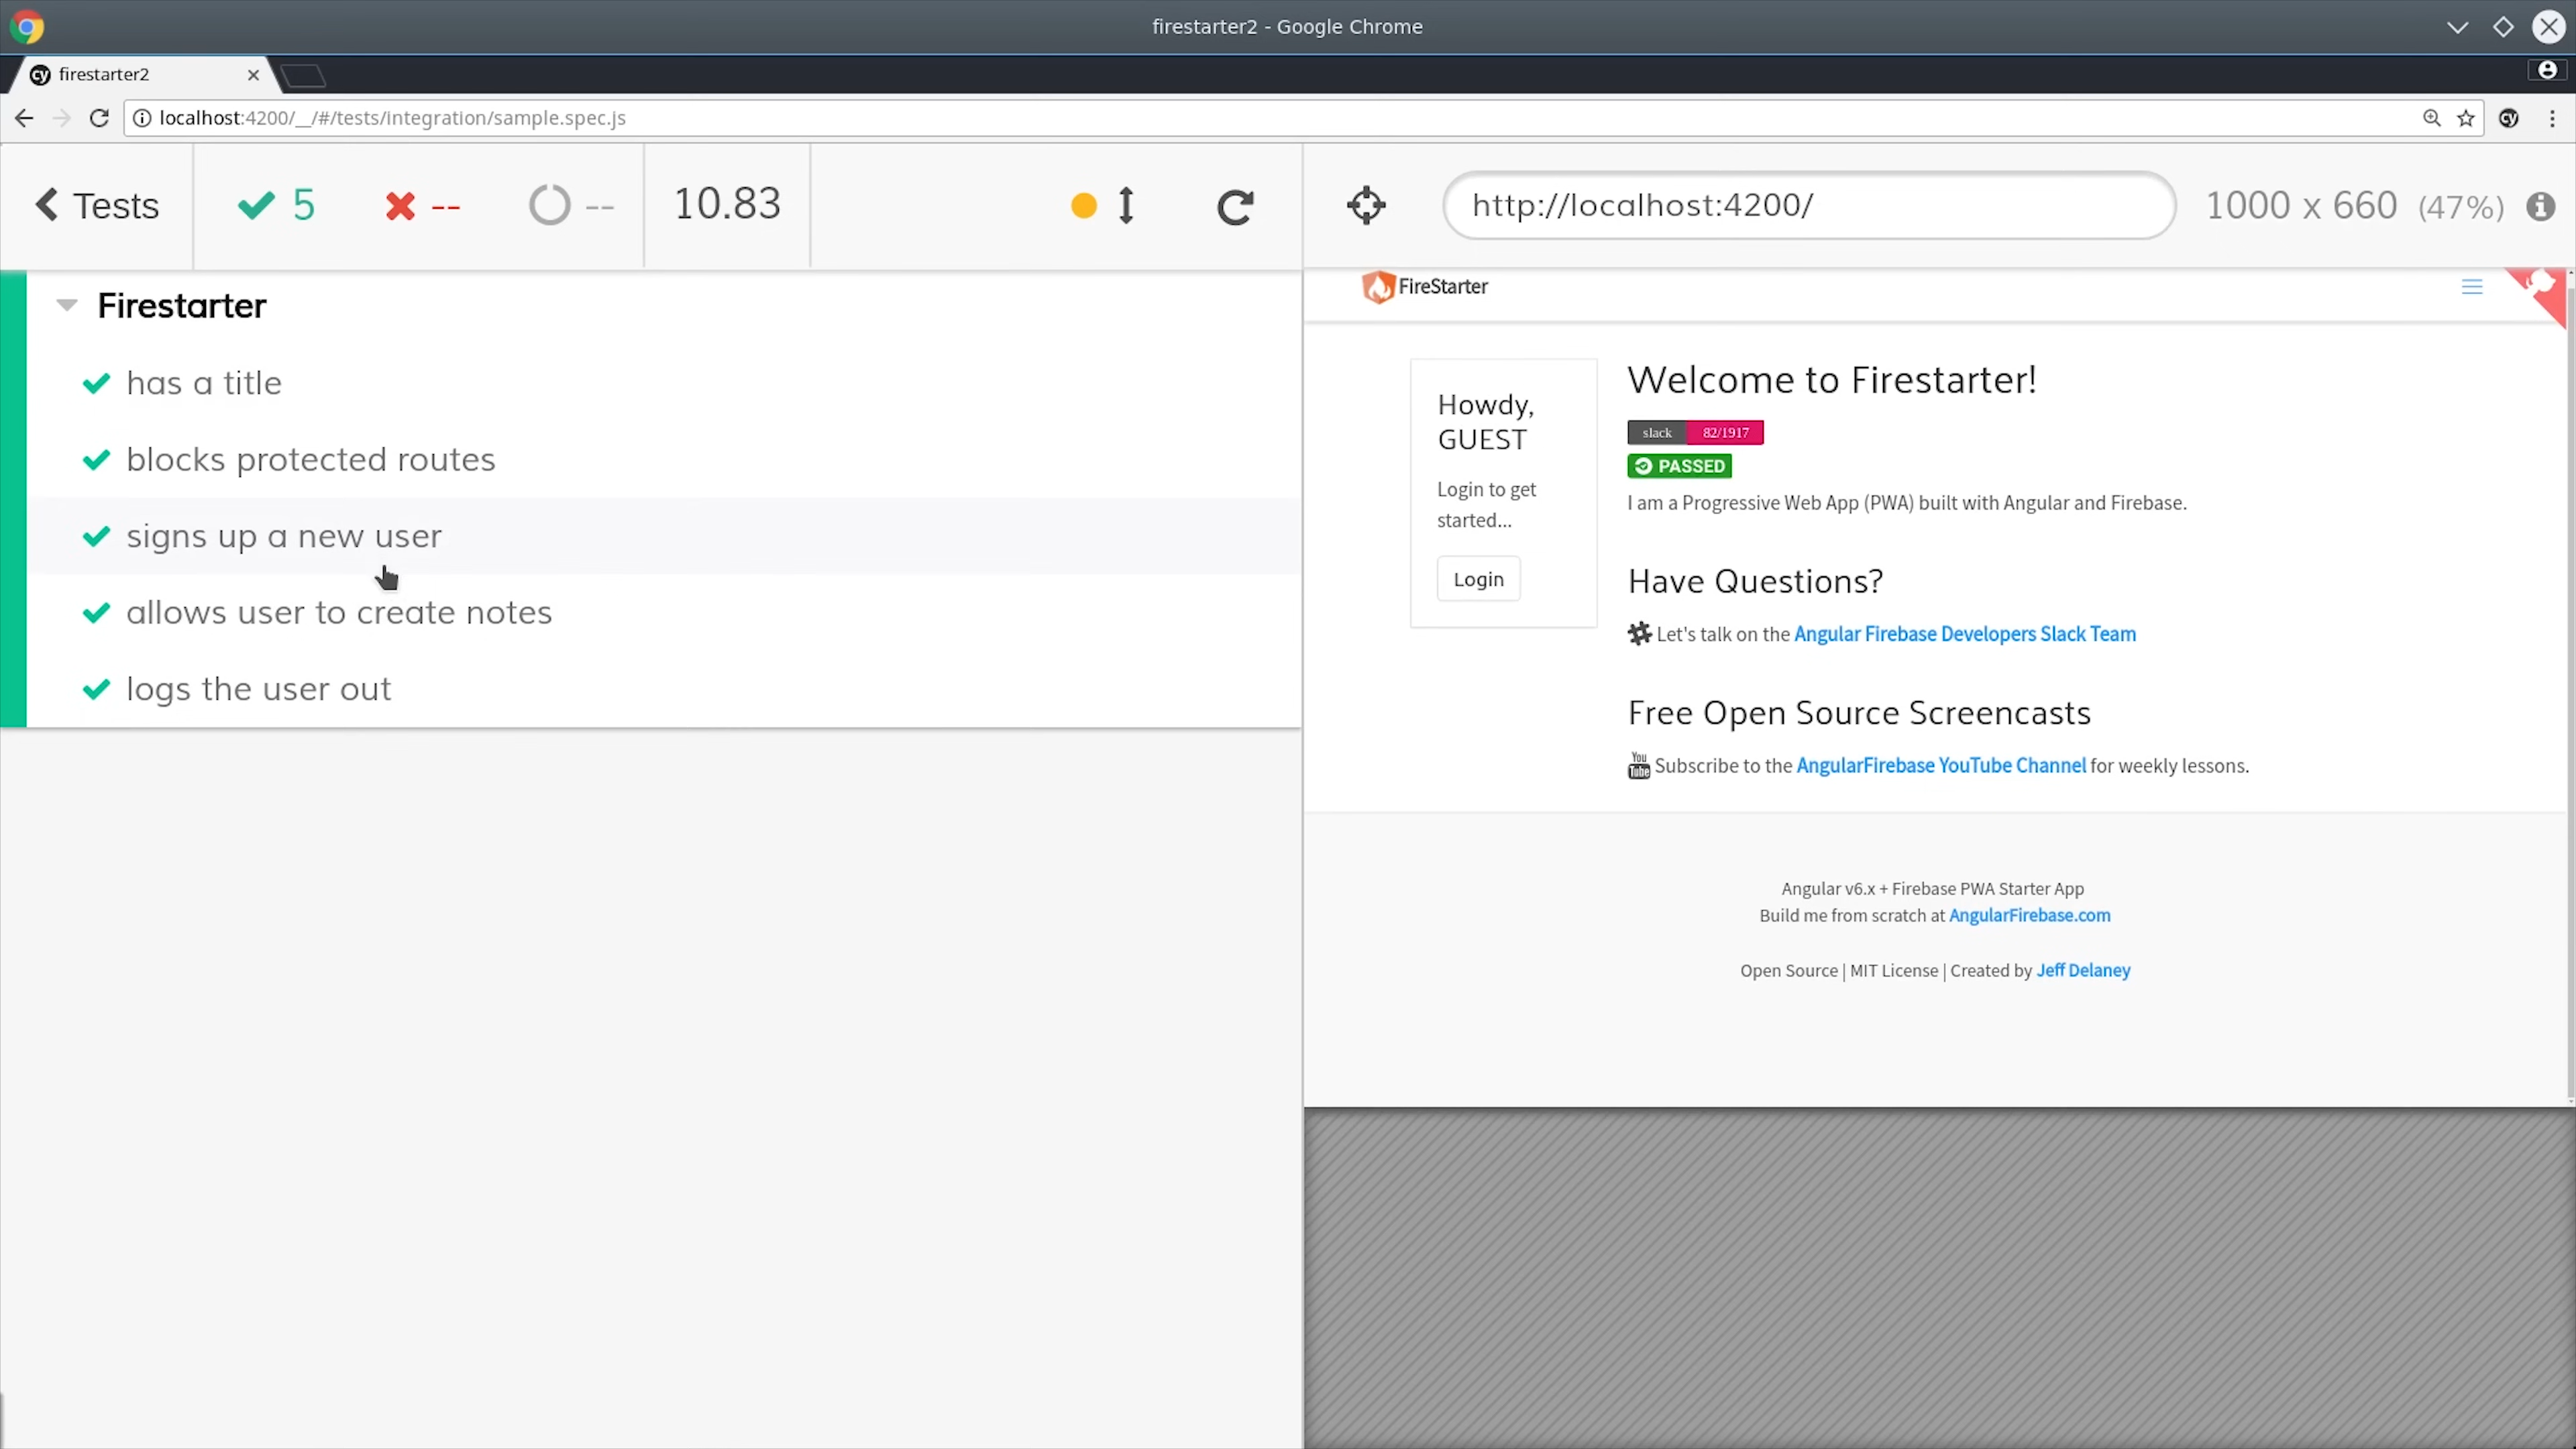 firestarter2 - Google Chrome
firestarter2
localhost:4200/__/#/tests/integration/sample.spec.js
Tests
5
--
--
10.83
http://localhost:4200/
1000 x 660 (47%)
Firestarter
has a title
blocks protected routes
signs up a new user
allows user to create notes
logs the user out
FireStarter
Howdy,
GUEST
Login to get
started...
Login
Welcome to Firestarter!
slack 82/1917
PASSED
I am a Progressive Web App (PWA) built with Angular and Firebase.
Have Questions?
Let's talk on the Angular Firebase Developers Slack Team
Free Open Source Screencasts
You
Tube
Subscribe to the AngularFirebase YouTube Channel for weekly lessons.
Angular v6.x + Firebase PWA Starter App
Build me from scratch at AngularFirebase.com
Open Source | MIT License | Created by Jeff Delaney